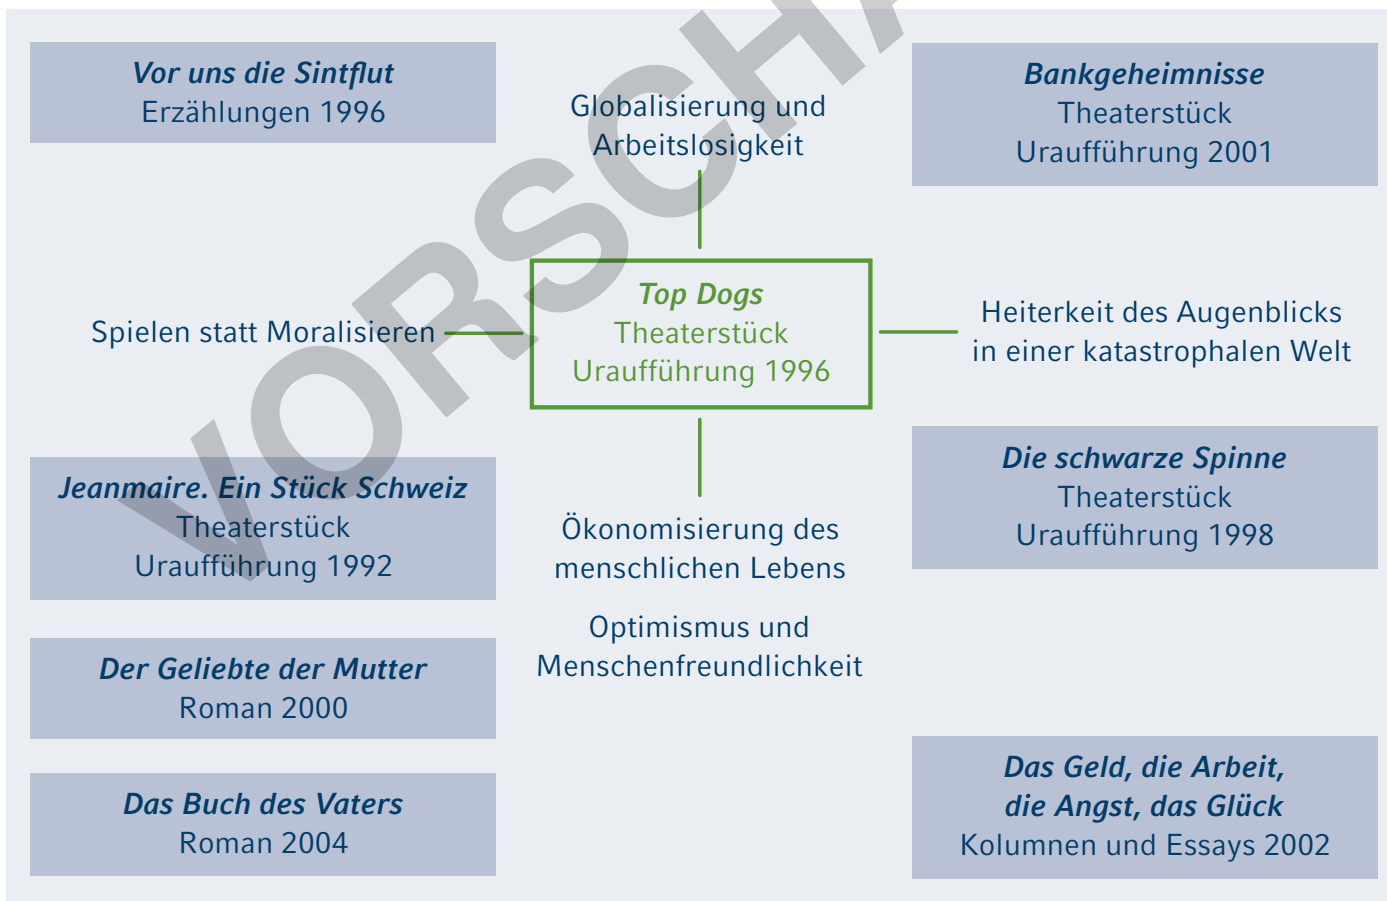 Vor uns die Sintflut
Erzählungen 1996
Globalisierung und
Arbeitslosigkeit
Bankgeheimnisse
Theaterstück
Uraufführung 2001
Spielen statt Moralisieren
Top Dogs
Theaterstück
Uraufführung 1996
Heiterkeit des Augenblicks
in einer katastrophalen Welt
Jeanmaire. Ein Stück Schweiz
Theaterstück
Uraufführung 1992
Ökonomisierung des
menschlichen Lebens
Optimismus und
Menschenfreundlichkeit
Die schwarze Spinne
Theaterstück
Uraufführung 1998
Der Geliebte der Mutter
Roman 2000
Das Buch des Vaters
Roman 2004
Das Geld, die Arbeit,
die Angst, das Glück
Kolumnen und Essays 2002
VORSCHA